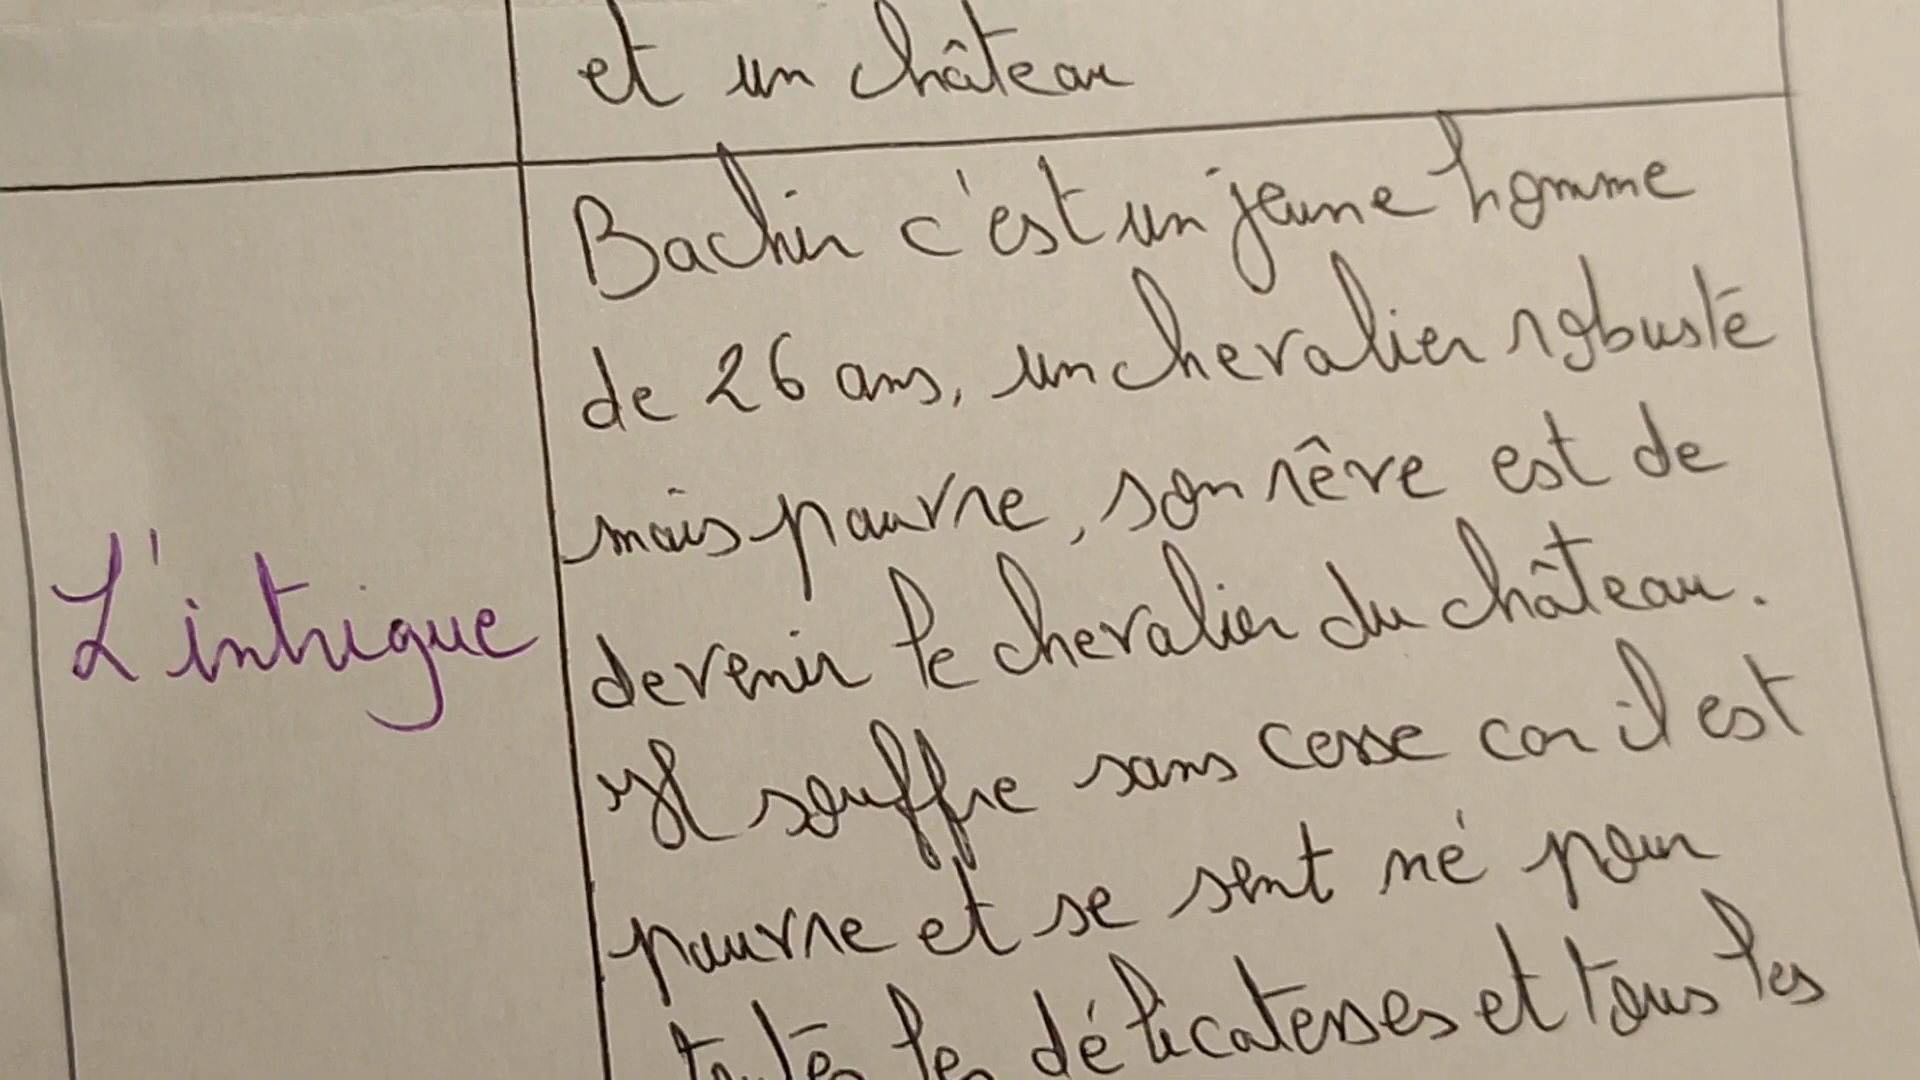 et un château
Bachir c'est un jeune homme
de 26 ans, un chevalier robuste
mais pauvre, son rêve est de
L'intrigue
devenir le chevalier du château.
Il souffre sans cesse car il est
pauvre et se sent né pour
toutes les délicatesses et tous les